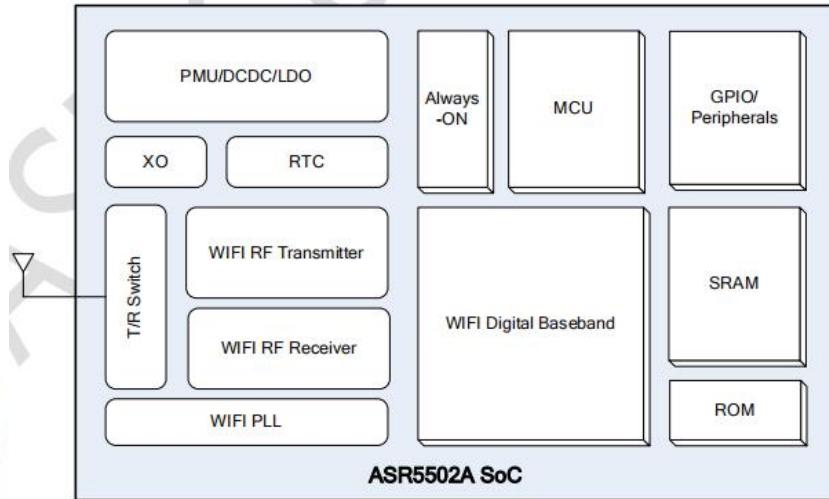 PMU/DCDC/LDO
Always
-ON
MCU
GPIO/
Peripherals
XO
RTC
T/R Switch
WIFI RF Transmitter
WIFI RF Receiver
WIFI PLL
WIFI Digital Baseband
SRAM
ROM
ASR5502A SoC